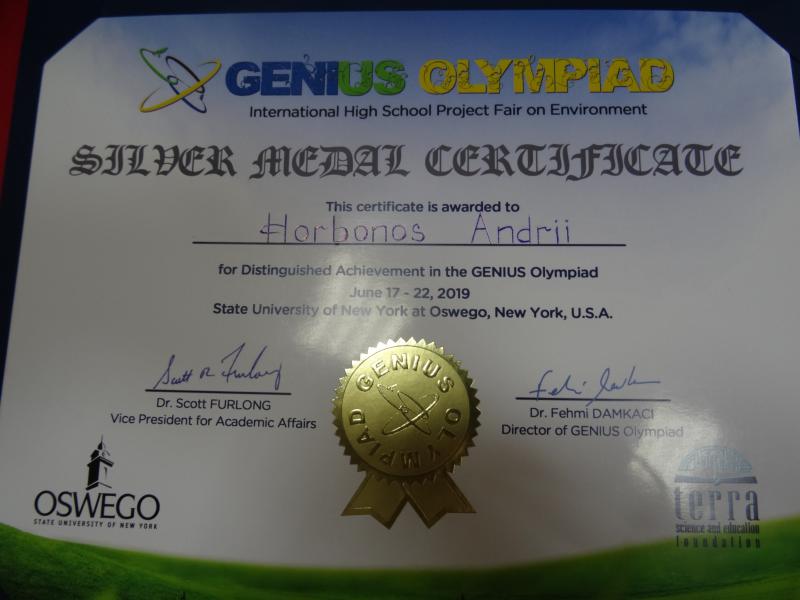 GENIUS OLYMPIAD
International High School Project Fair on Environment
SILVER MEDAL CERTIFICATE
This certificate is awarded to
Horbonos Andrii
for Distinguished Achievement in the GENIUS Olympiad
June 17 - 22, 2019
State University of New York at Oswego, New York, U.S.A.
Scott R Furlong
Dr. Scott FURLONG
Vice President for Academic Affairs
GENIUS OLYMPIAD
Dr. Fehmi DAMKACI
Director of GENIUS Olympiad
OSWEGO
STATE UNIVERSITY OF NEW YORK
terra
science and education
foundation